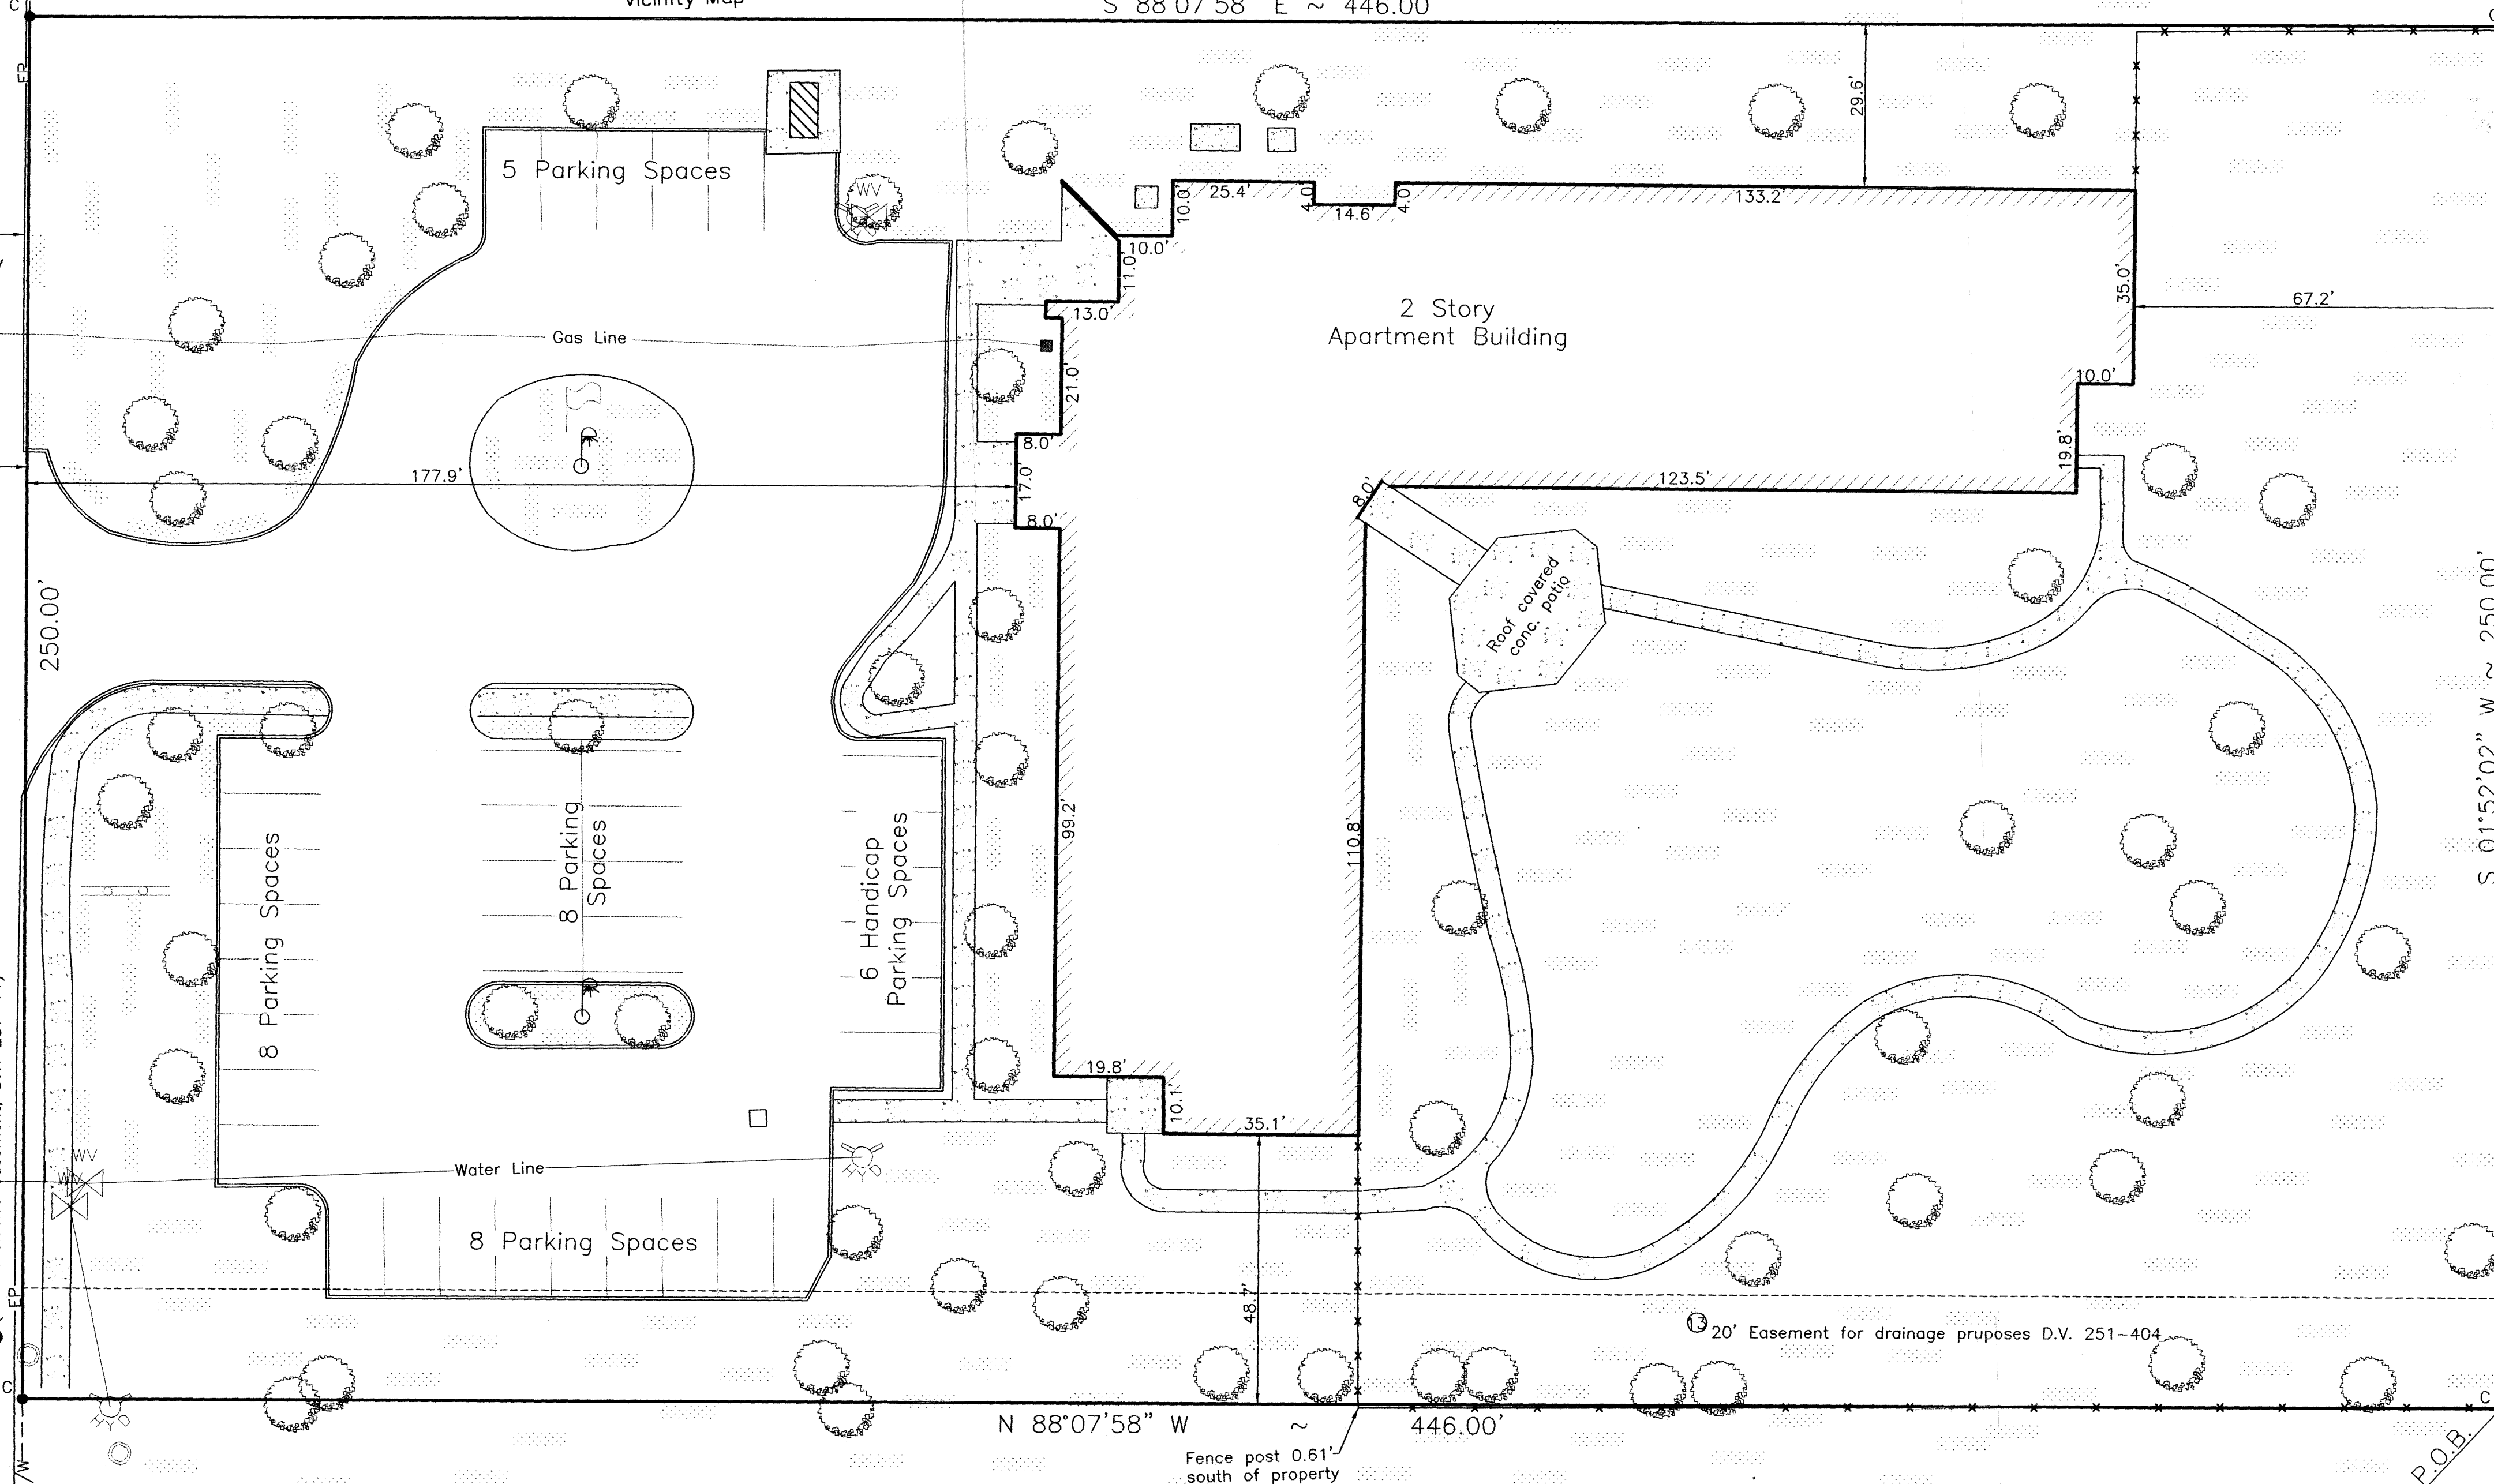 Vicinity Map
S 88°07'58" E ~ 446.00'
C
EP
5 Parking Spaces
WV
29.6'
25.4'
10.0'
4.0'
14.6'
4.0'
133.2'
10.0'
11.0'
13.0'
35.0'
67.2'
2 Story
Apartment Building
Gas Line
21.0'
10.0'
19.8'
8.0'
177.9'
17.0'
8.0'
8.0'
123.5'
250.00'
Roof covered
conc. patio
S 01°52'02" W ~ 250.00'
8 Parking Spaces
8 Parking
Spaces
6 Handicap
Parking Spaces
99.2'
110.8'
19.8'
10.1'
35.1'
WV
WV
Water Line
HYD
8 Parking Spaces
EP
48.7'
13 20' Easement for drainage pruposes D.V. 251-404
C
HYD
C
N 88°07'58" W ~ 446.00'
Fence post 0.61'
south of property
P.O.B.
W